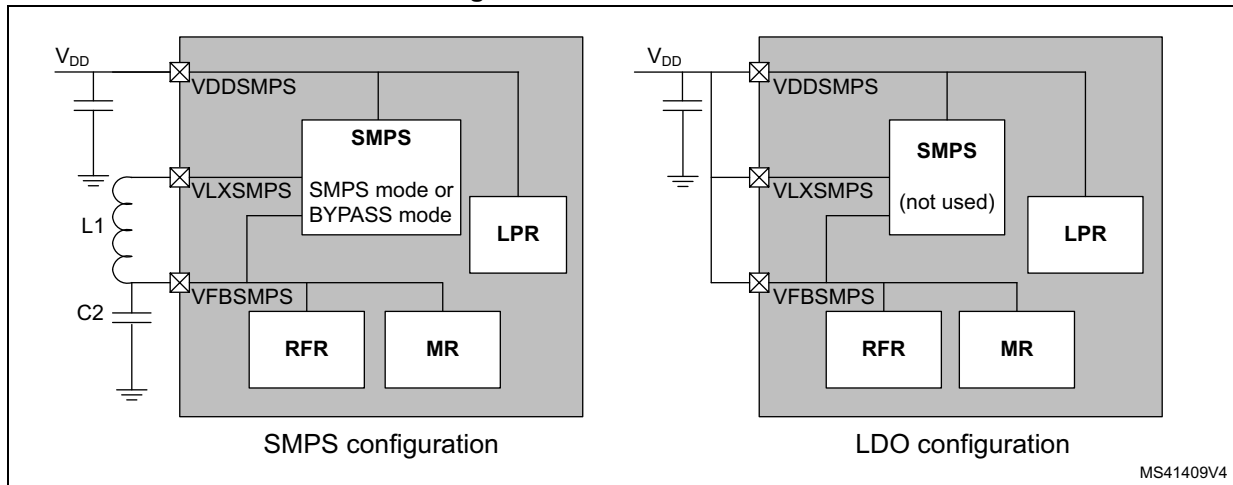 V_DD
VDDSMPS
SMPS
SMPS mode or
BYPASS mode
VLXSMPS
L1
LPR
VFBSMPS
C2
RFR
MR
SMPS configuration
V_DD
VDDSMPS
SMPS
(not used)
VLXSMPS
LPR
VFBSMPS
RFR
MR
LDO configuration
MS41409V4